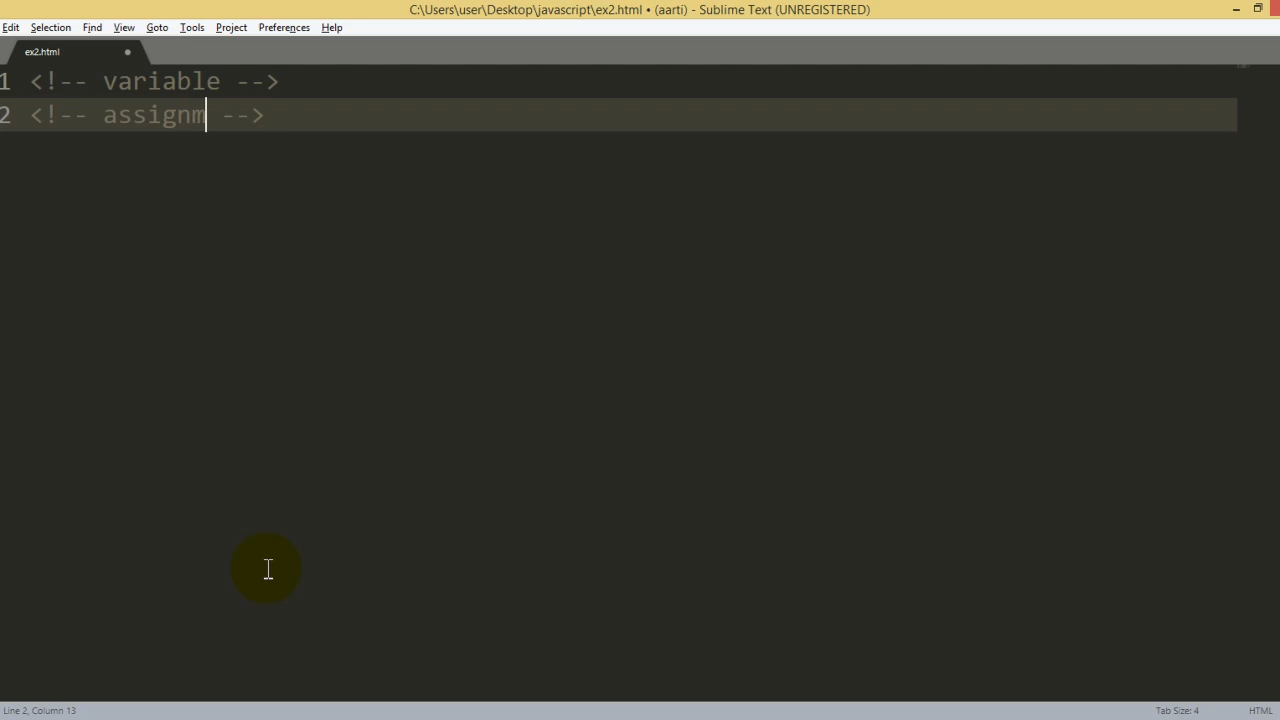 C:\Users\user\Desktop\javascript\ex2.html • (aarti) - Sublime Text (UNREGISTERED)
Edit Selection Find View Goto Tools Project Preferences Help
ex2.html
1 <!-- variable -->
2 <!-- assignm -->
Line 2, Column 13 Tab Size: 4 HTML